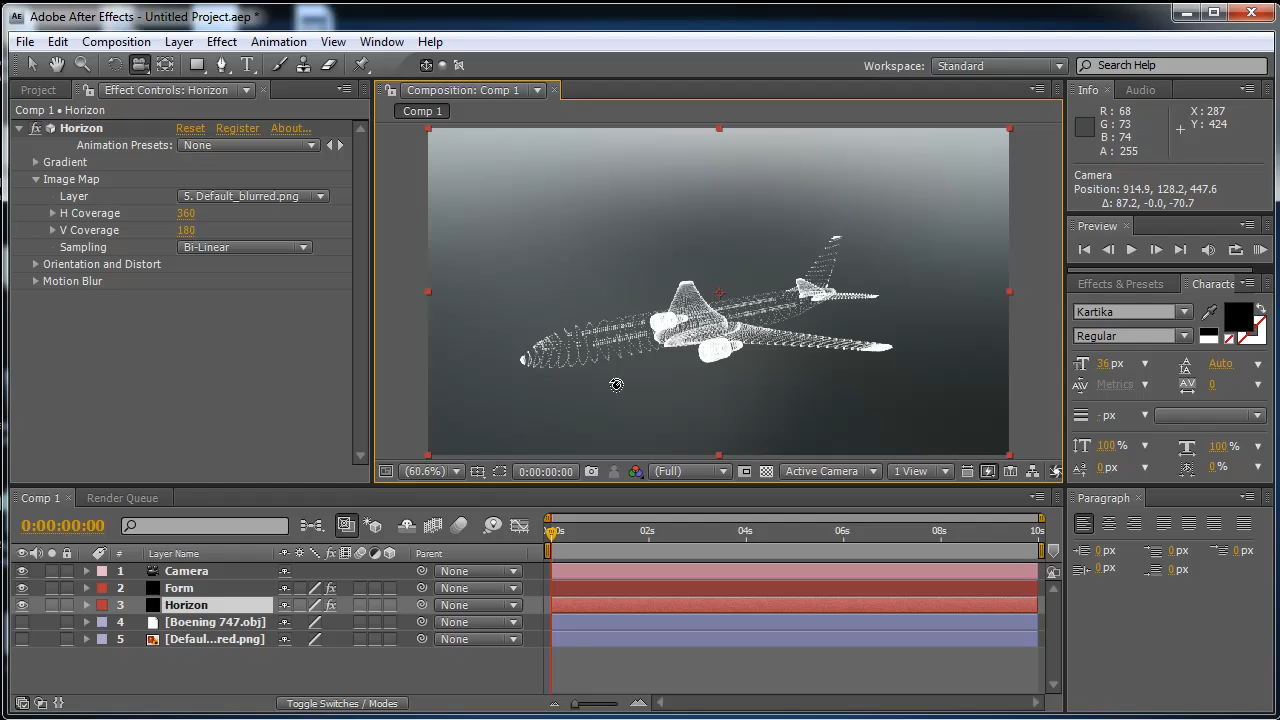 Adobe After Effects - Untitled Project.aep *
File Edit Composition Layer Effect Animation View Window Help
Workspace: Standard Search Help
Project Effect Controls: Horizon
Composition: Comp 1
Info Audio
Comp 1 • Horizon
Comp 1
R: 68 X: 287
G: 73 Y: 424
B: 74
A: 255
fx Horizon Reset Register About...
Animation Presets: None
Gradient
Image Map
Layer 5. Default_blurred.png
H Coverage 360
V Coverage 180
Sampling Bi-Linear
Orientation and Distort
Motion Blur
Camera
Position: 914.9, 128.2, 447.6
Δ: 87.2, -0.0, -70.7
Preview
Effects & Presets Characte
Kartika
Regular
36 px Auto
Metrics 0
- px
100 % 100 %
0 px 0 %
(60.6%) 0:00:00:00 (Full) Active Camera 1 View
Comp 1 Render Queue
Paragraph
0:00:00:00
02s 04s 06s 08s 10s
# Layer Name Parent
1 Camera None
2 Form fx None
3 Horizon fx None
4 [Boening 747.obj] None
5 [Defaul...red.png] None
0 px 0 px 0 px
0 px 0 px
Toggle Switches / Modes